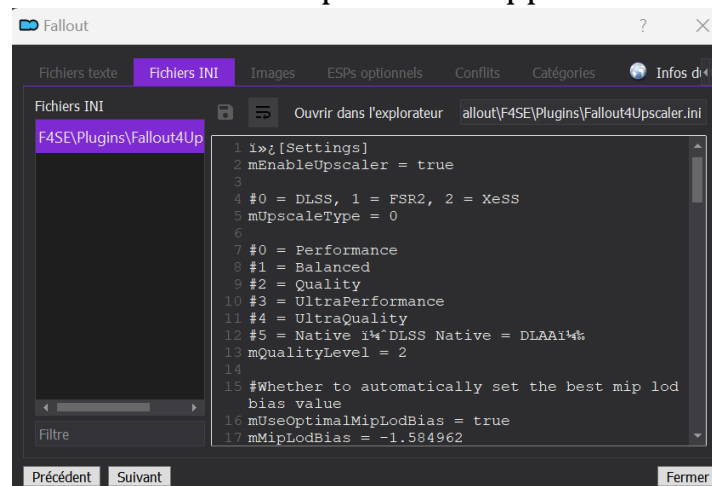 Fallout
Fichiers texte Fichiers INI Images ESPs optionnels Conflits Catégories Infos du
Fichiers INI
Ouvrir dans l'explorateur allout\F4SE\Plugins\Fallout4Upscaler.ini
F4SE\Plugins\Fallout4Up
1 ï»¿[Settings]
2 mEnableUpscaler = true
3
4 #0 = DLSS, 1 = FSR2, 2 = XeSS
5 mUpscaleType = 0
6
7 #0 = Performance
8 #1 = Balanced
9 #2 = Quality
10 #3 = UltraPerformance
11 #4 = UltraQuality
12 #5 = Native ï¼ˆDLSS Native = DLAAï¼‰
13 mQualityLevel = 2
14
15 #Whether to automatically set the best mip lod
bias value
16 mUseOptimalMipLodBias = true
17 mMipLodBias = -1.584962
Filtre
Précédent Suivant Fermer